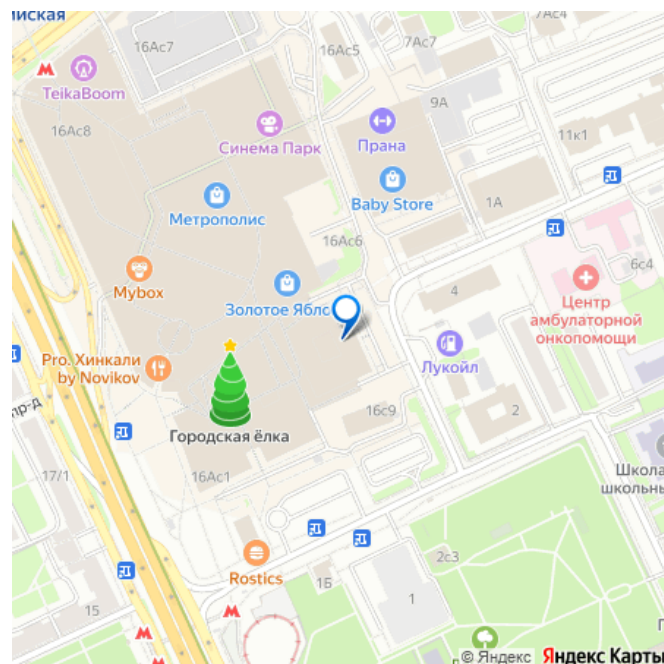 йская
16Ас7
16Ас5
7Ас7
7Ас4
TeikaBoom
9А
16Ас8
Синема Парк
Прана
11к1
Метрополис
Baby Store
1А
16Ас6
6с4
Mybox
Золотое Ябло
4
Центр
амбулаторной
онкопомощи
Pro. Хинкали
by Novikov
Лукойл
пр-д
16с9
2
Городская ёлка
17/1
16Ас1
Школа
школьны
Rostics
1Б
2с3
15
1
© Яндекс Яндекс Карты